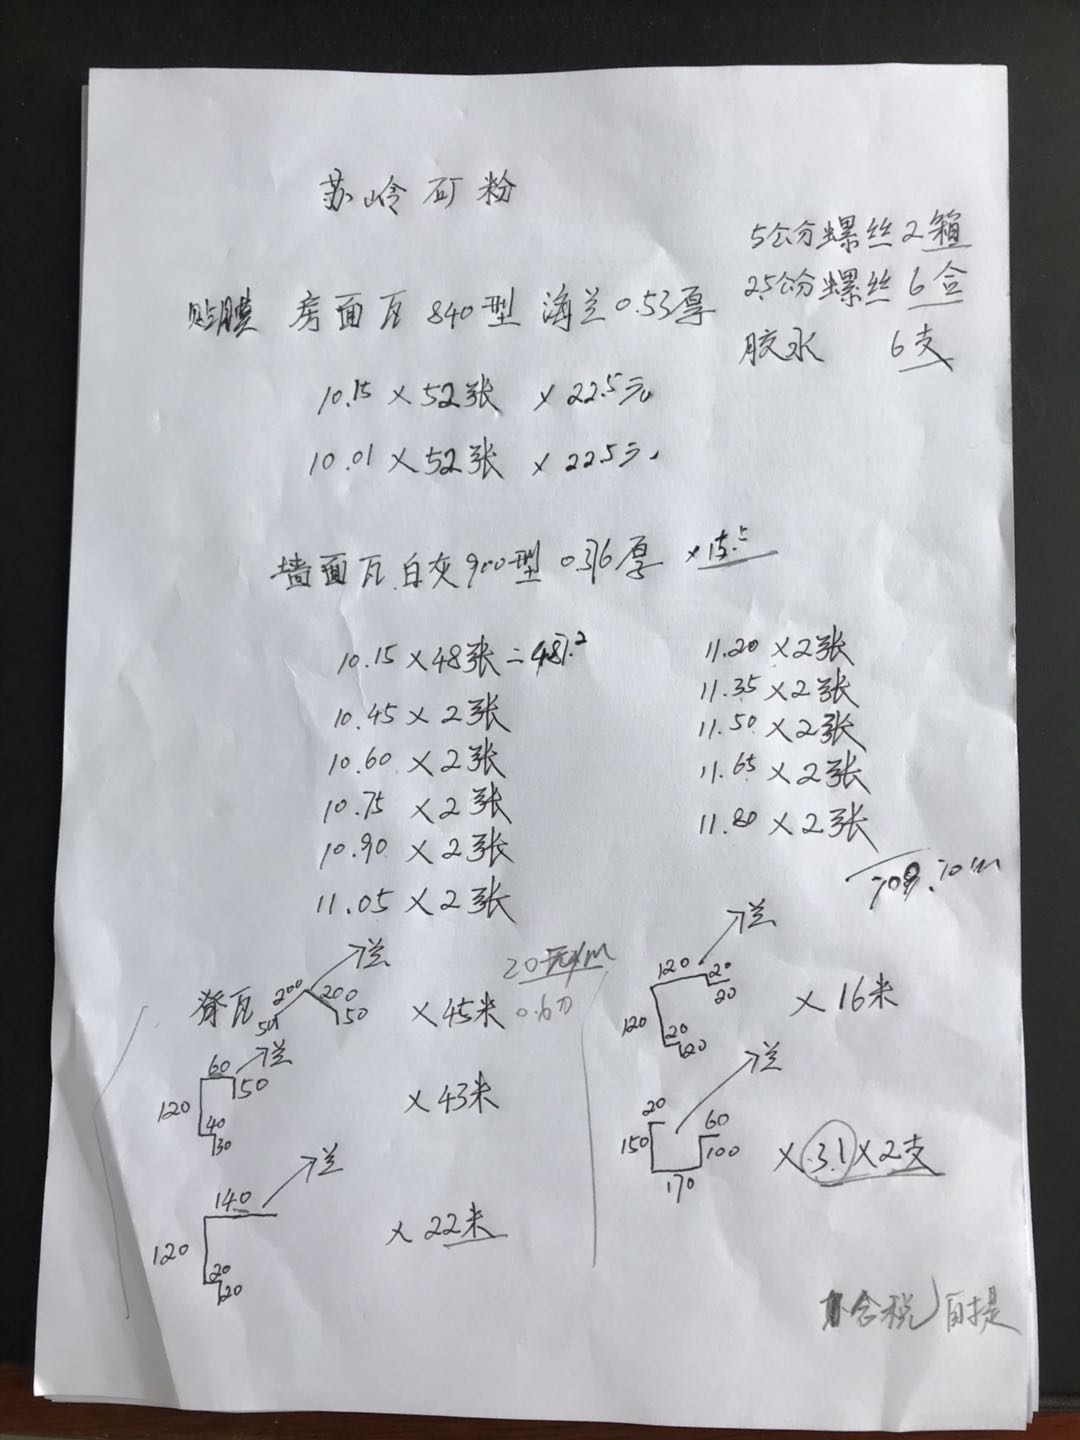 苏岭矿粉
5公分螺丝2箱
25公分螺丝6合
胶水 6支
贴膜 房面瓦840型 海兰0.53厚
10.15×52张 ×22.5元
10.01×52张 ×22.5元
墙面瓦白灰900型 0.376厚
10.15×48张=487.2
10.45×2张
10.60×2张
10.75×2张
10.90×2张
11.05×2张
11.20×2张
11.35×2张
11.50×2张
11.65×2张
11.80×2张
709.70m
兰
脊瓦 50 200 200 50 ×45米
20元/m
0.6刀
兰
60
150
120
40
30
×43米
兰
140
120
20
20
×22米
兰
120
20
20
120
20
20
×16米
兰
20
150
60
100
170
×3.1×2支
含税 自提